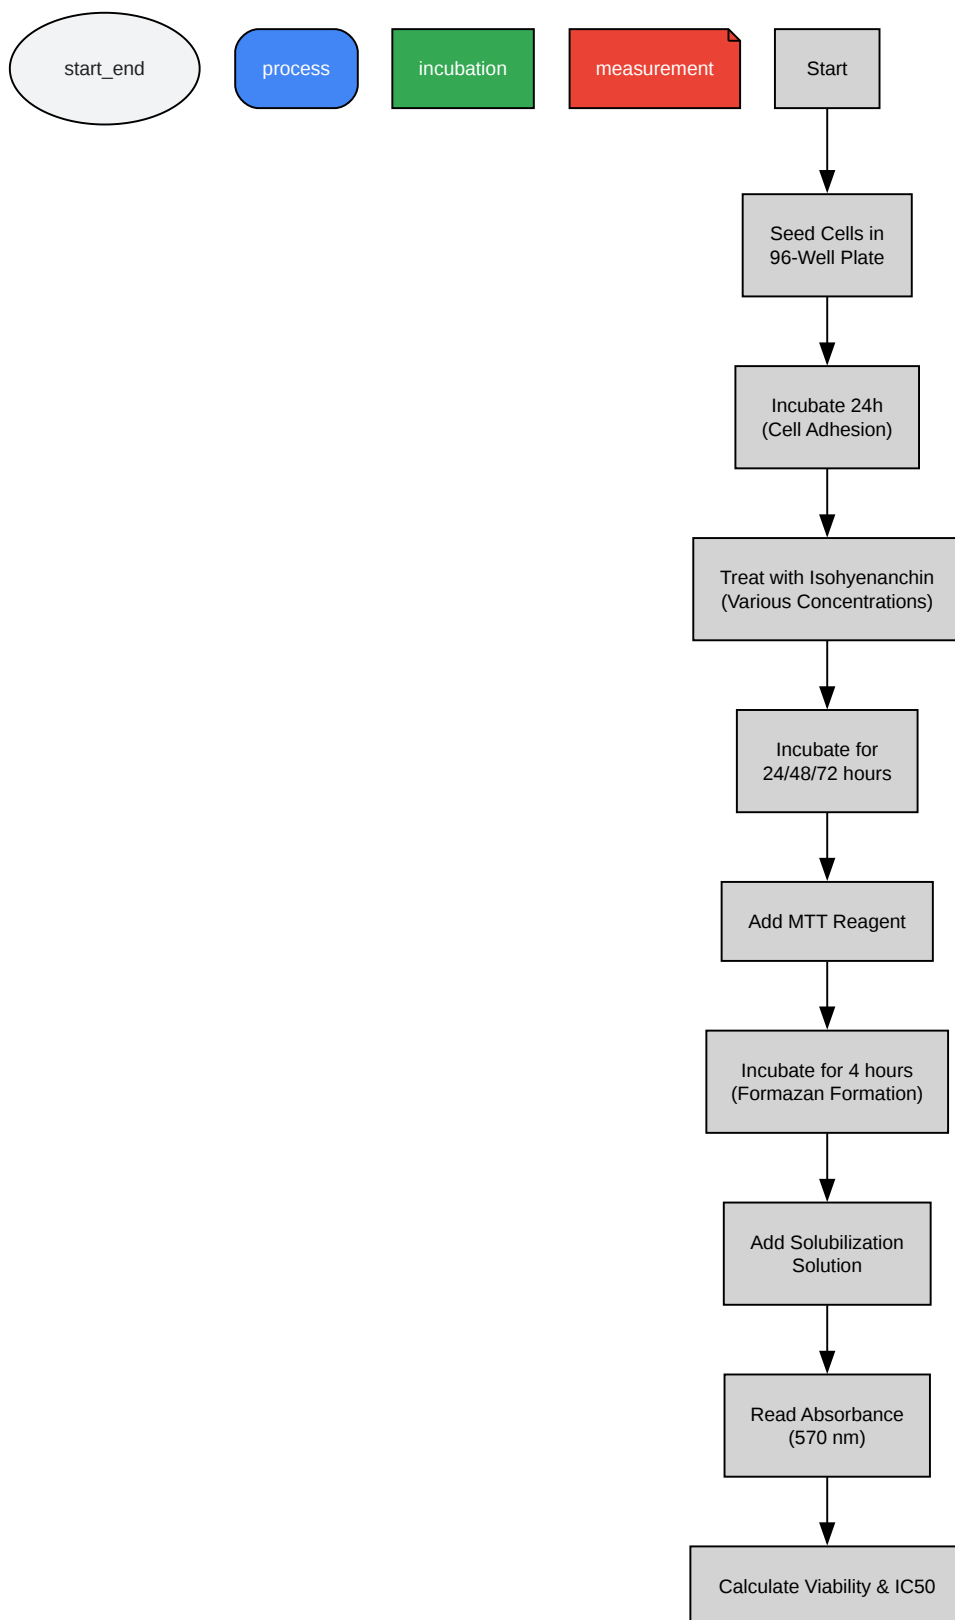 start_end
process
incubation
measurement
Start
Seed Cells in
96-Well Plate
Incubate 24h
(Cell Adhesion)
Treat with Isohyenanchin
(Various Concentrations)
Incubate for
24/48/72 hours
Add MTT Reagent
Incubate for 4 hours
(Formazan Formation)
Add Solubilization
Solution
Read Absorbance
(570 nm)
Calculate Viability & IC50